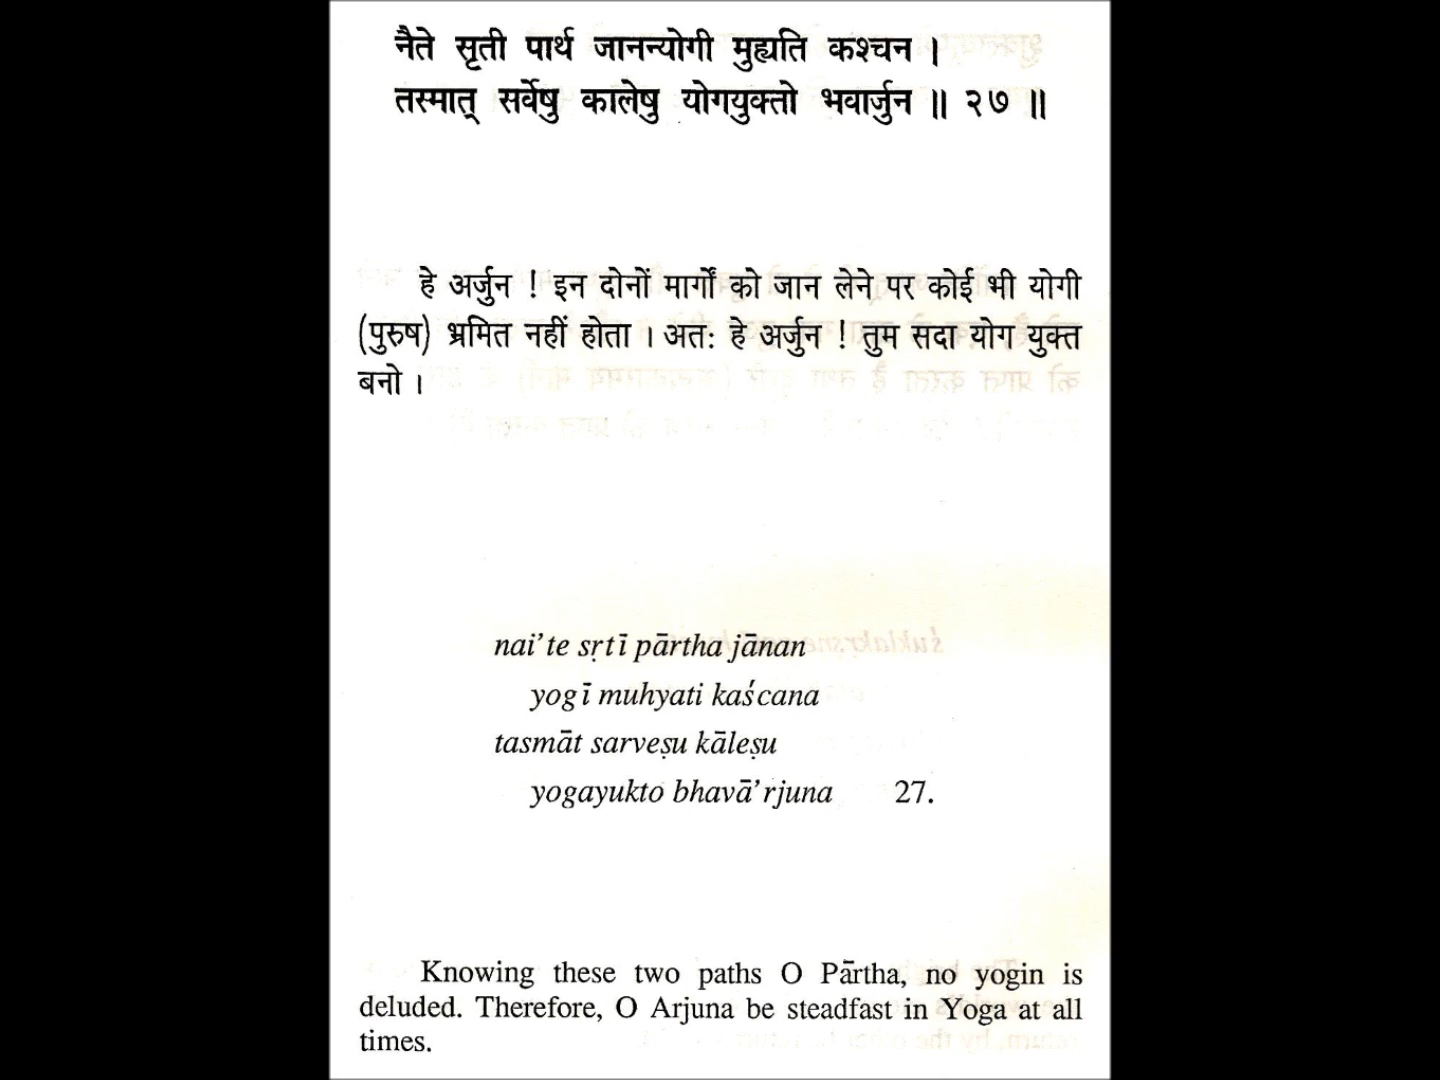 नैते सृती पार्थ जानन्योगी मुह्यति कश्चन ।
तस्मात् सर्वेषु कालेषु योगयुक्तो भवार्जुन ॥ २७ ॥
हे अर्जुन ! इन दोनों मार्गों को जान लेने पर कोई भी योगी
(पुरुष) भ्रमित नहीं होता । अतः हे अर्जुन ! तुम सदा योग युक्त
बनो ।
nai'te sṛtī pārtha jānan
yogī muhyati kaścana
tasmāt sarveṣu kāleṣu
yogayukto bhavā'rjuna 27.
Knowing these two paths O Pārtha, no yogin is
deluded. Therefore, O Arjuna be steadfast in Yoga at all
times.